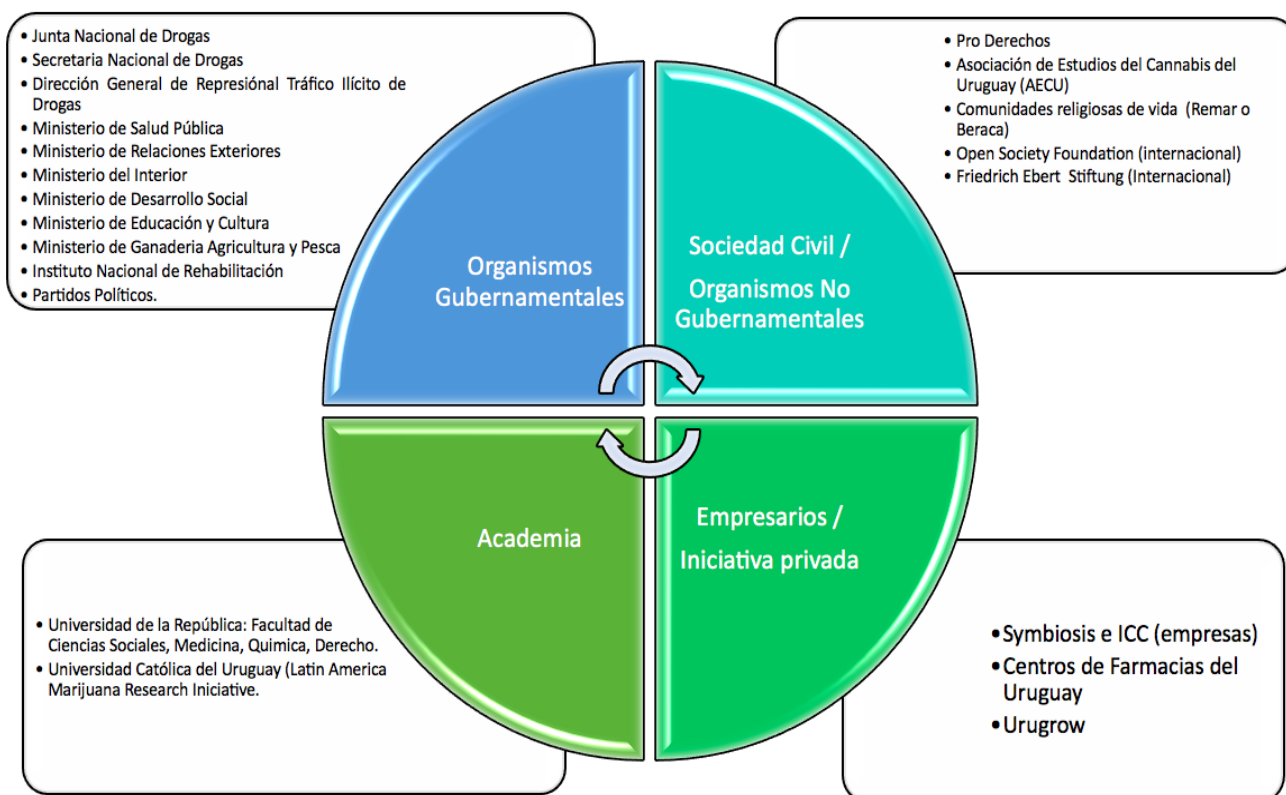 • Junta Nacional de Drogas
• Secretaria Nacional de Drogas
• Dirección General de Represiónal Tráfico Ilícito de
Drogas
• Ministerio de Salud Pública
• Ministerio de Relaciones Exteriores
• Ministerio del Interior
• Ministerio de Desarrollo Social
• Ministerio de Educación y Cultura
• Ministerio de Ganaderia Agricultura y Pesca
• Instituto Nacional de Rehabilitación
• Partidos Políticos.
• Pro Derechos
• Asociación de Estudios del Cannabis del
Uruguay (AECU)
• Comunidades religiosas de vida (Remar o
Beraca)
• Open Society Foundation (internacional)
• Friedrich Ebert Stiftung (Internacional)
Organismos
Gubernamentales
Sociedad Civil /
Organismos No
Gubernamentales
Academia
Empresarios /
Iniciativa privada
• Universidad de la República: Facultad de
Ciencias Sociales, Medicina, Quimica, Derecho.
• Universidad Católica del Uruguay (Latin America
Marijuana Research Initiative.
• Symbiosis e ICC (empresas)
• Centros de Farmacias del
Uruguay
• Urugrow